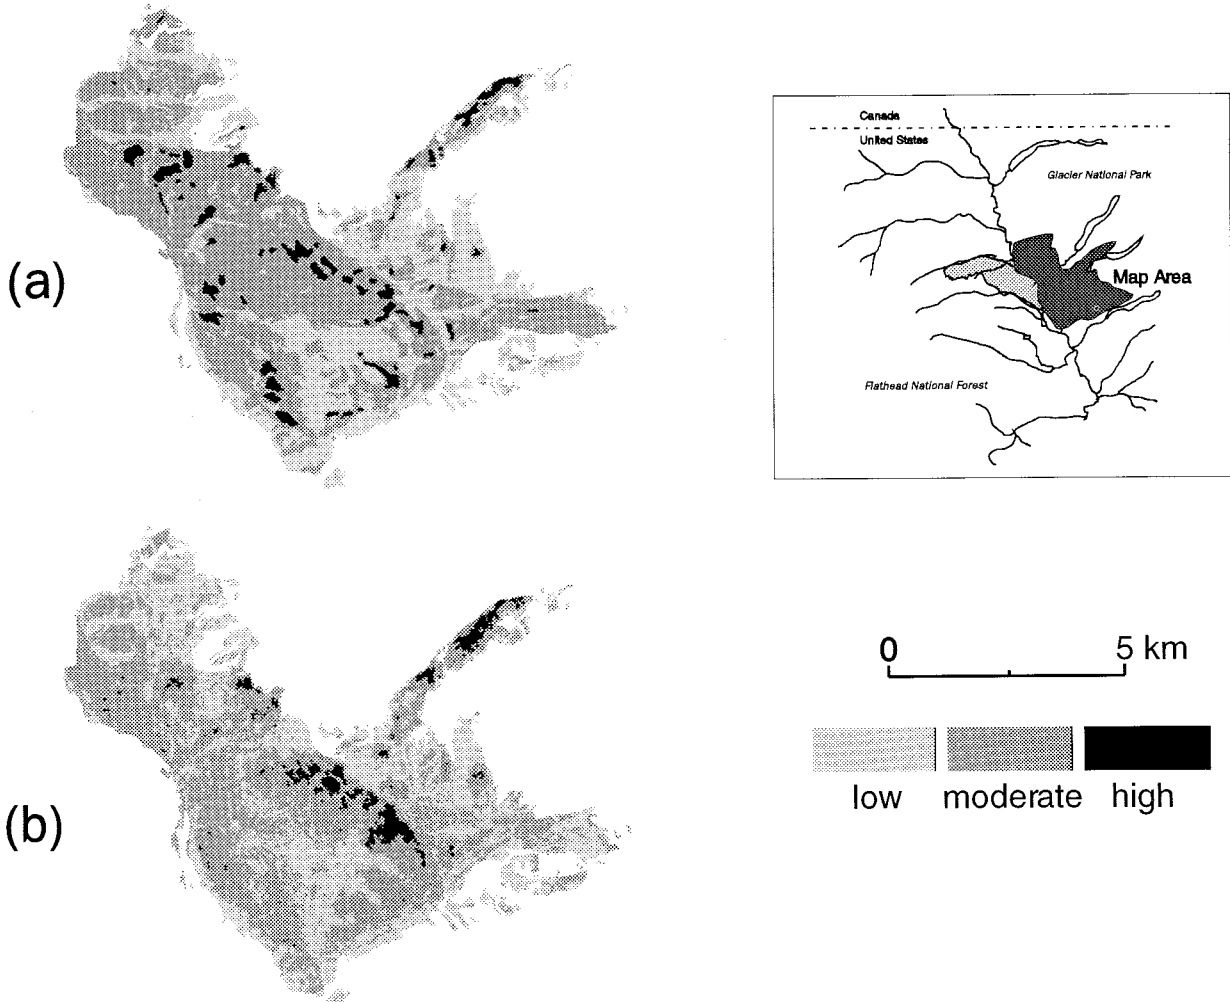 (a)
Canada
United States
Glacier National Park
Map Area
Flathead National Forest
(b)
0 5 km
low moderate high